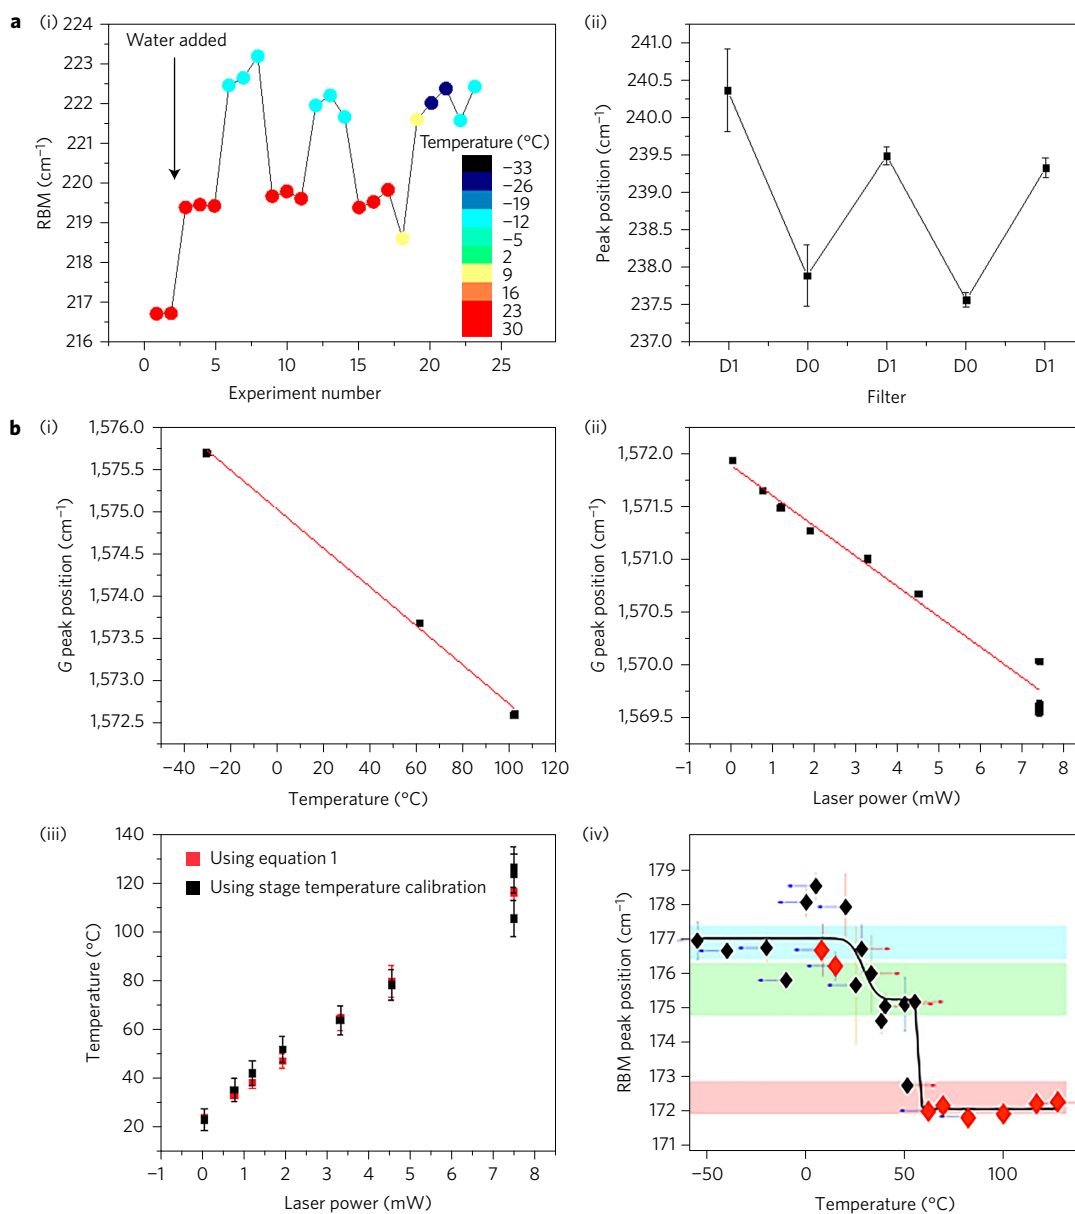 a (i)
224
223
222
221
220
219
218
217
216
RBM (cm⁻¹)
Water added
Temperature (°C)
−33
−26
−19
−12
−5
2
9
16
23
30
0 5 10 15 20 25
Experiment number
(ii)
241.0
240.5
240.0
239.5
239.0
238.5
238.0
237.5
237.0
Peak position (cm⁻¹)
D1 D0 D1 D0 D1
Filter
b (i)
1,576.0
1,575.5
1,575.0
1,574.5
1,574.0
1,573.5
1,573.0
1,572.5
G peak position (cm⁻¹)
−40 −20 0 20 40 60 80 100 120
Temperature (°C)
(ii)
1,572.0
1,571.5
1,571.0
1,570.5
1,570.0
1,569.5
G peak position (cm⁻¹)
−1 0 1 2 3 4 5 6 7 8
Laser power (mW)
(iii)
140
120
100
80
60
40
20
Temperature (°C)
Using equation 1
Using stage temperature calibration
−1 0 1 2 3 4 5 6 7 8
Laser power (mW)
(iv)
179
178
177
176
175
174
173
172
171
RBM peak position (cm⁻¹)
−50 0 50 100
Temperature (°C)